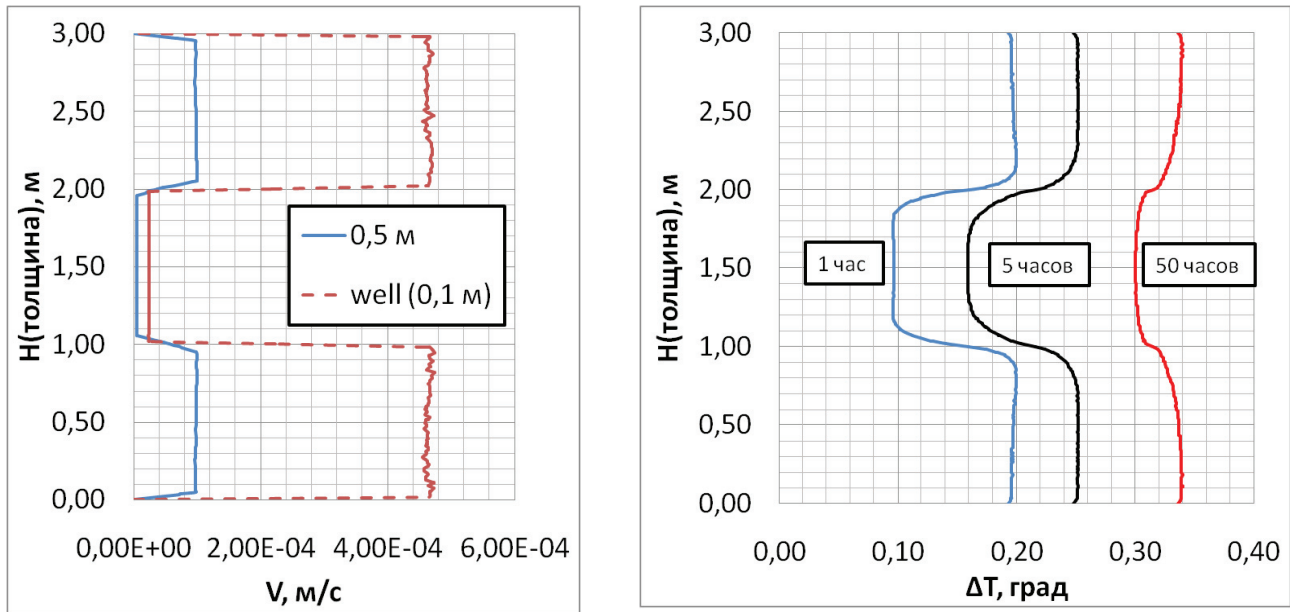 3,00
2,50
2,00
1,50
1,00
0,50
0,00
H(толщина), м
0,5 м
well (0,1 м)
0,00E+00 2,00E-04 4,00E-04 6,00E-04
V, м/с
3,00
2,50
2,00
1,50
1,00
0,50
0,00
H(толщина), м
1 час
5 часов
50 часов
0,00 0,10 0,20 0,30 0,40
ΔT, град